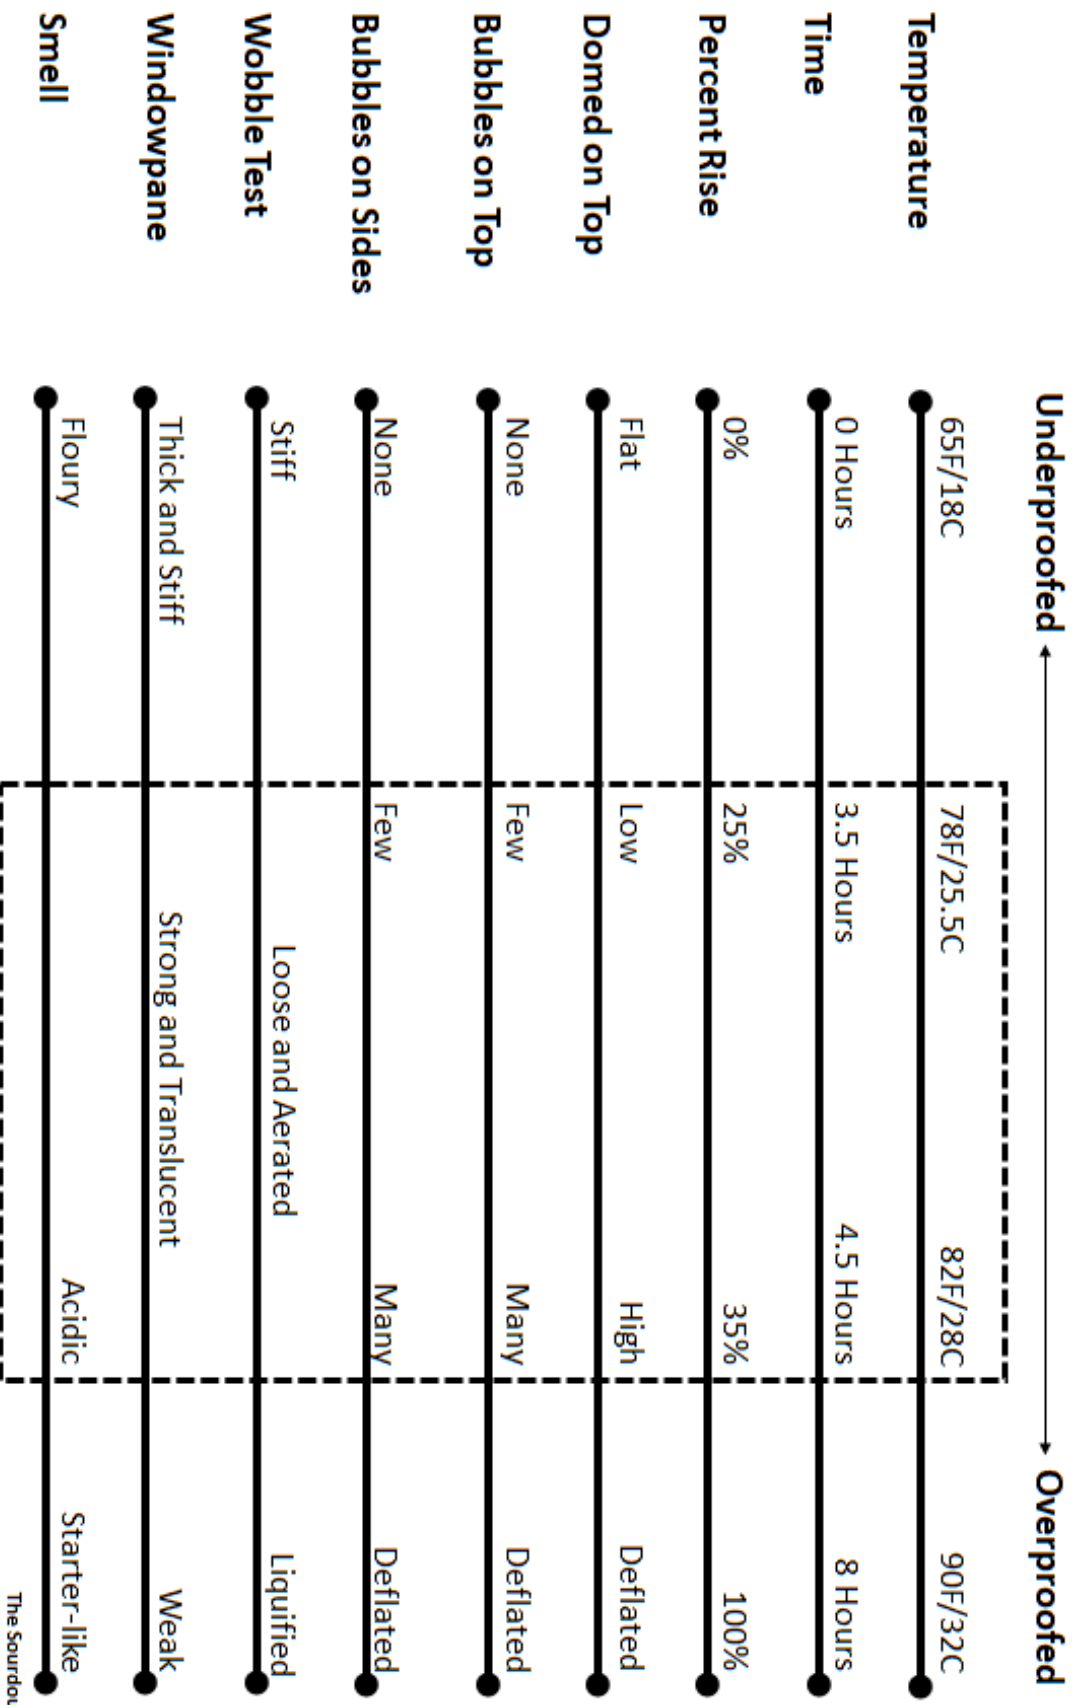 Underproofed Overproofed
Temperature 65F/18C 78F/25.5C 82F/28C 90F/32C
Time 0 Hours 3.5 Hours 4.5 Hours 8 Hours
Percent Rise 0% 25% 35% 100%
Domed on Top Flat Low High Deflated
Bubbles on Top None Few Many Deflated
Bubbles on Sides None Few Many Deflated
Wobble Test Stiff Loose and Aerated Liquified
Windowpane Thick and Stiff Strong and Translucent Weak
Smell Floury Acidic Starter-like
The Sourdou